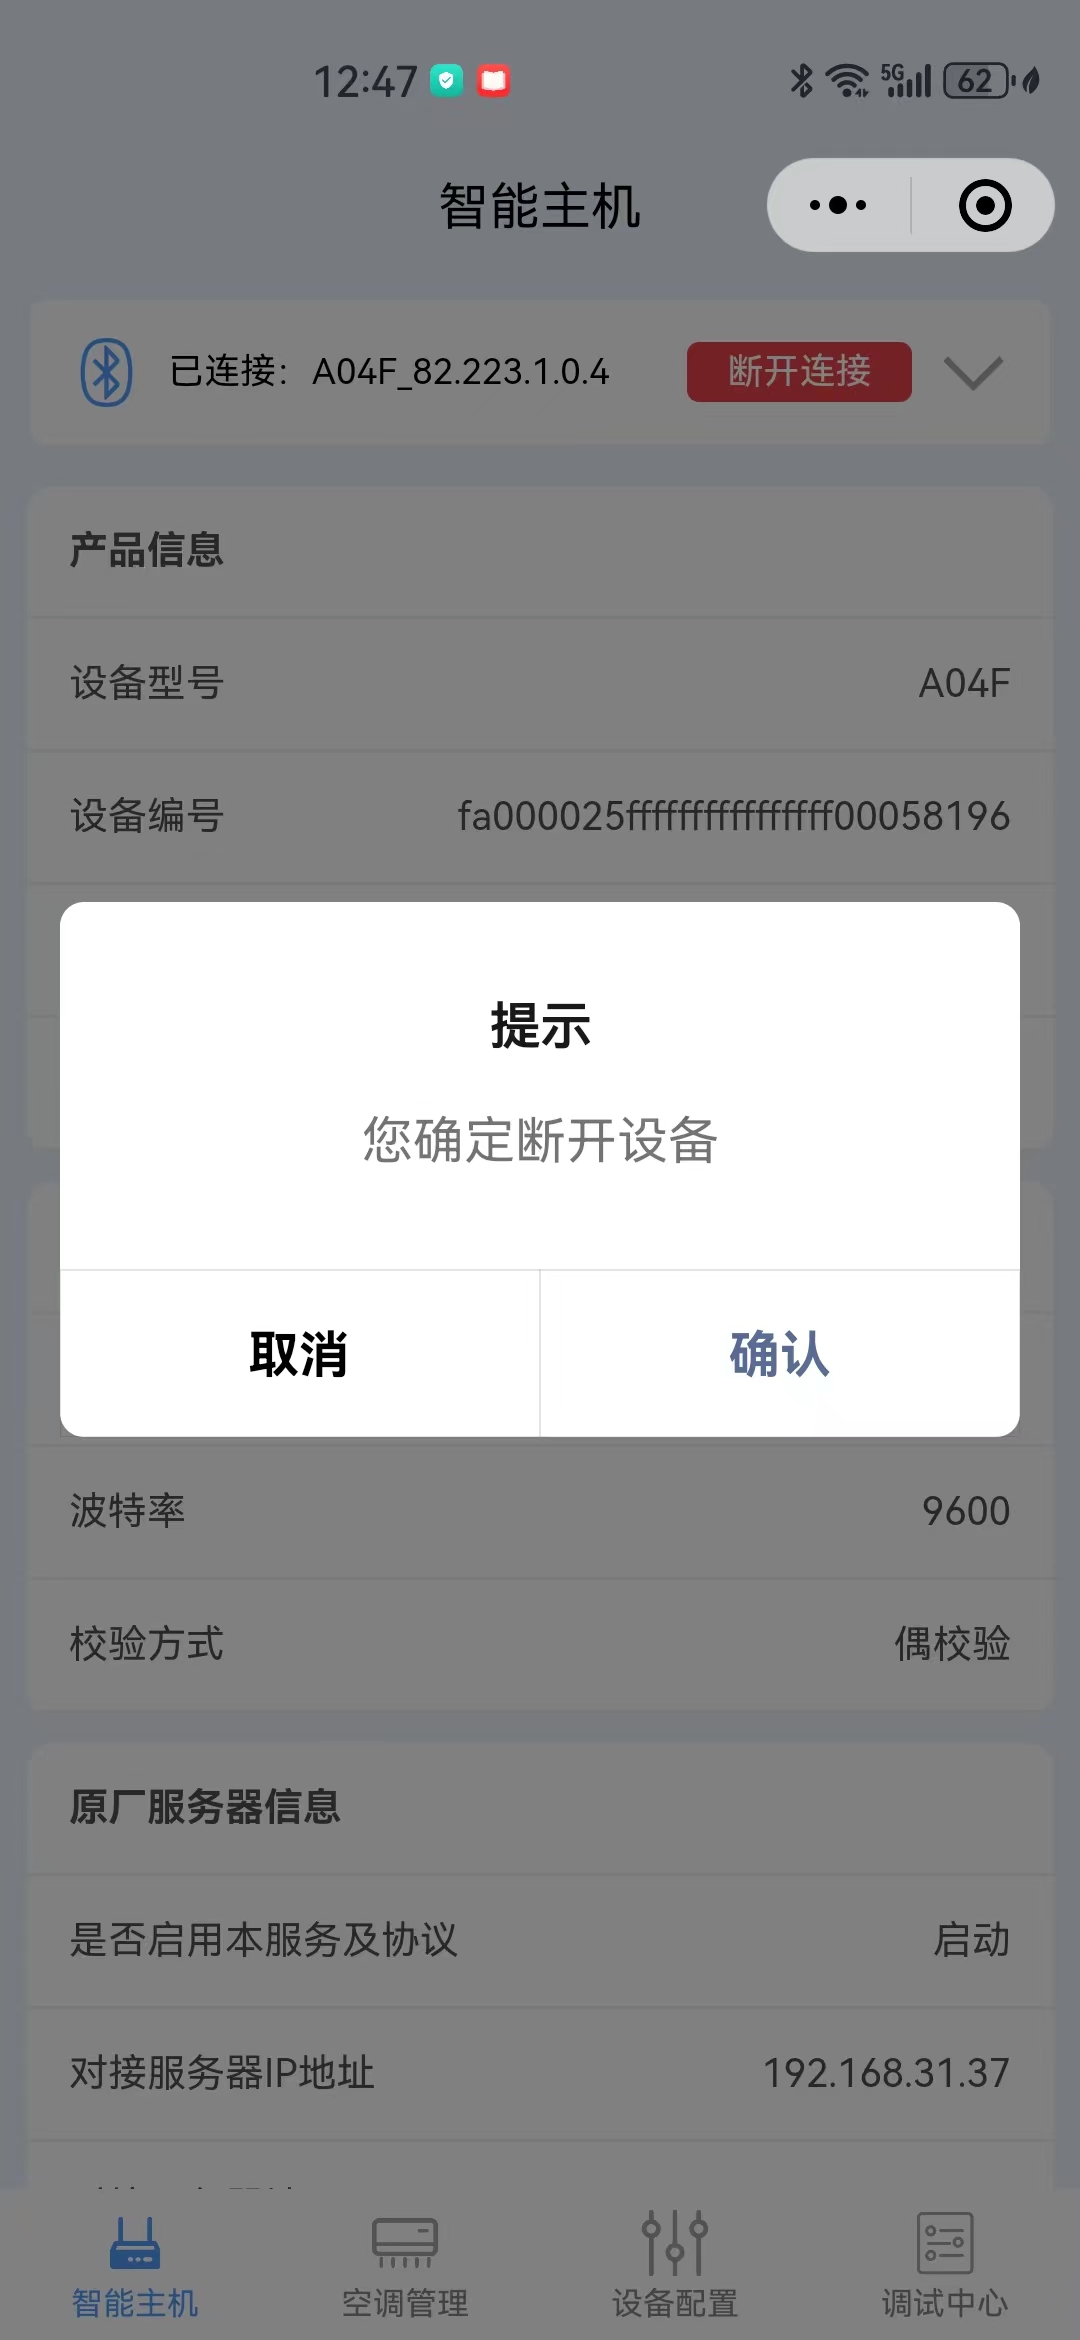 12:47
5G
62
智能主机
已连接：A04F_82.223.1.0.4
断开连接
产品信息
设备型号 A04F
设备编号 fa000025ffffffffffffffff00058196
提示
您确定断开设备
取消 确认
波特率 9600
校验方式 偶校验
原厂服务器信息
是否启用本服务及协议 启动
对接服务器IP地址 192.168.31.37
智能主机 空调管理 设备配置 调试中心